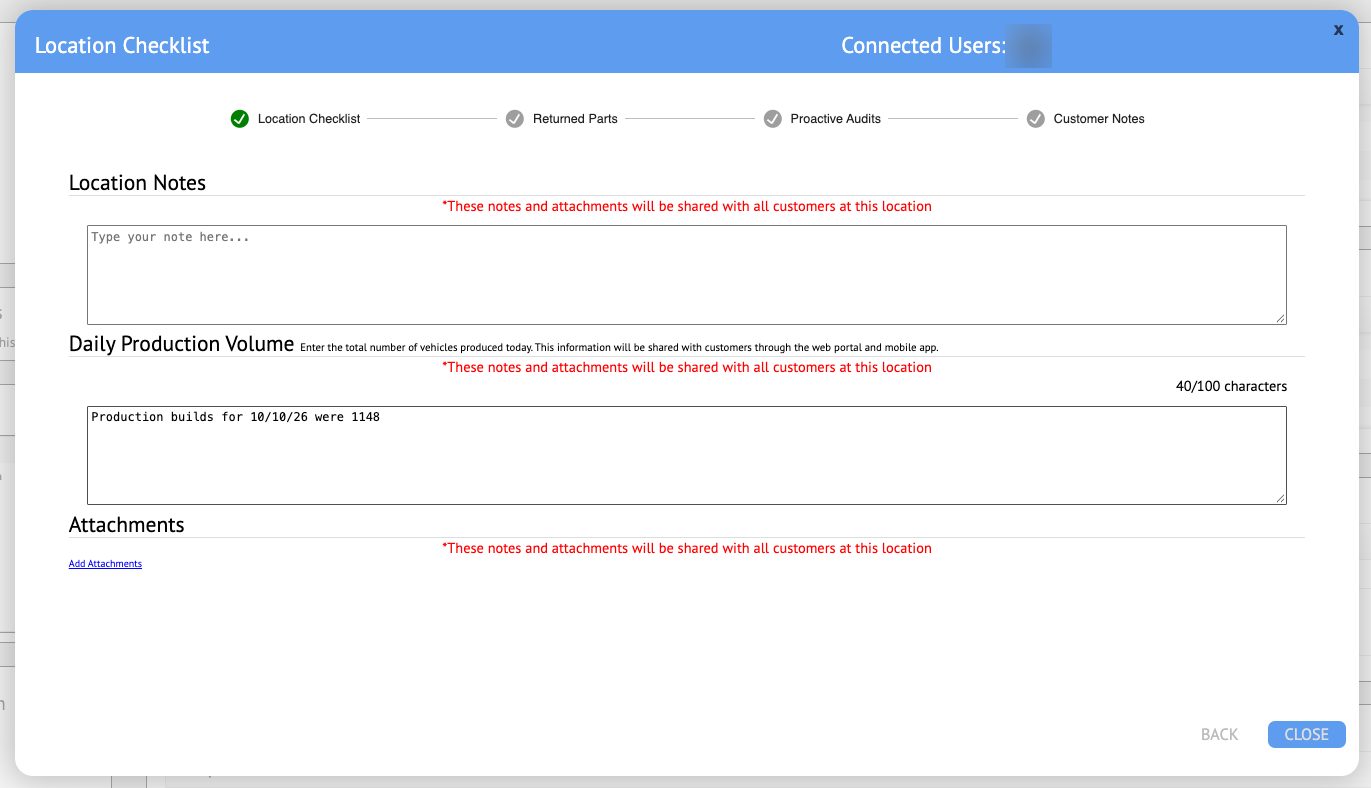 Location Checklist
Connected Users:
x
Location Checklist
Returned Parts
Proactive Audits
Customer Notes
Location Notes
*These notes and attachments will be shared with all customers at this location
Type your note here...
Daily Production Volume Enter the total number of vehicles produced today. This information will be shared with customers through the web portal and mobile app.
*These notes and attachments will be shared with all customers at this location
40/100 characters
Production builds for 10/10/26 were 1148
Attachments
*These notes and attachments will be shared with all customers at this location
Add Attachments
BACK
CLOSE